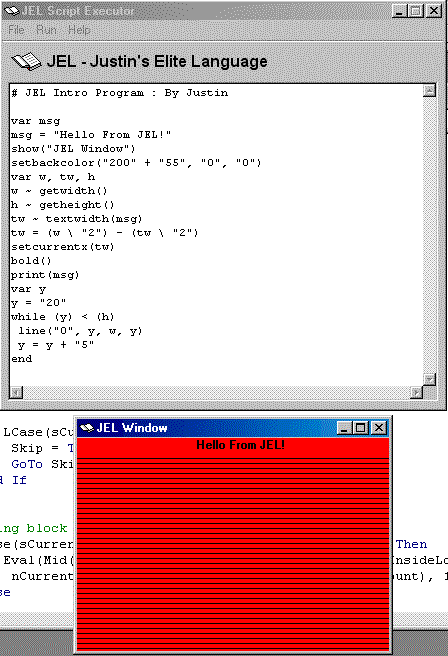 JEL Script Executor
File Run Help
JEL - Justin's Elite Language
# JEL Intro Program : By Justin
var msg
msg = "Hello From JEL!"
show("JEL Window")
setbackcolor("200" + "55", "0", "0")
var w, tw, h
w ~ getwidth()
h ~ getheight()
tw ~ textwidth(msg)
tw = (w \ "2") - (tw \ "2")
setcurrentx(tw)
bold()
print(msg)
var y
y = "20"
while (y) < (h)
line("0", y, w, y)
y = y + "5"
end
JEL Window
Hello From JEL!
LCase(sCu
Skip = T
GoTo Ski
d If
ing block
se(sCurren Then
Eval(Mid( InsideLo
nCurrent ount), 1
se